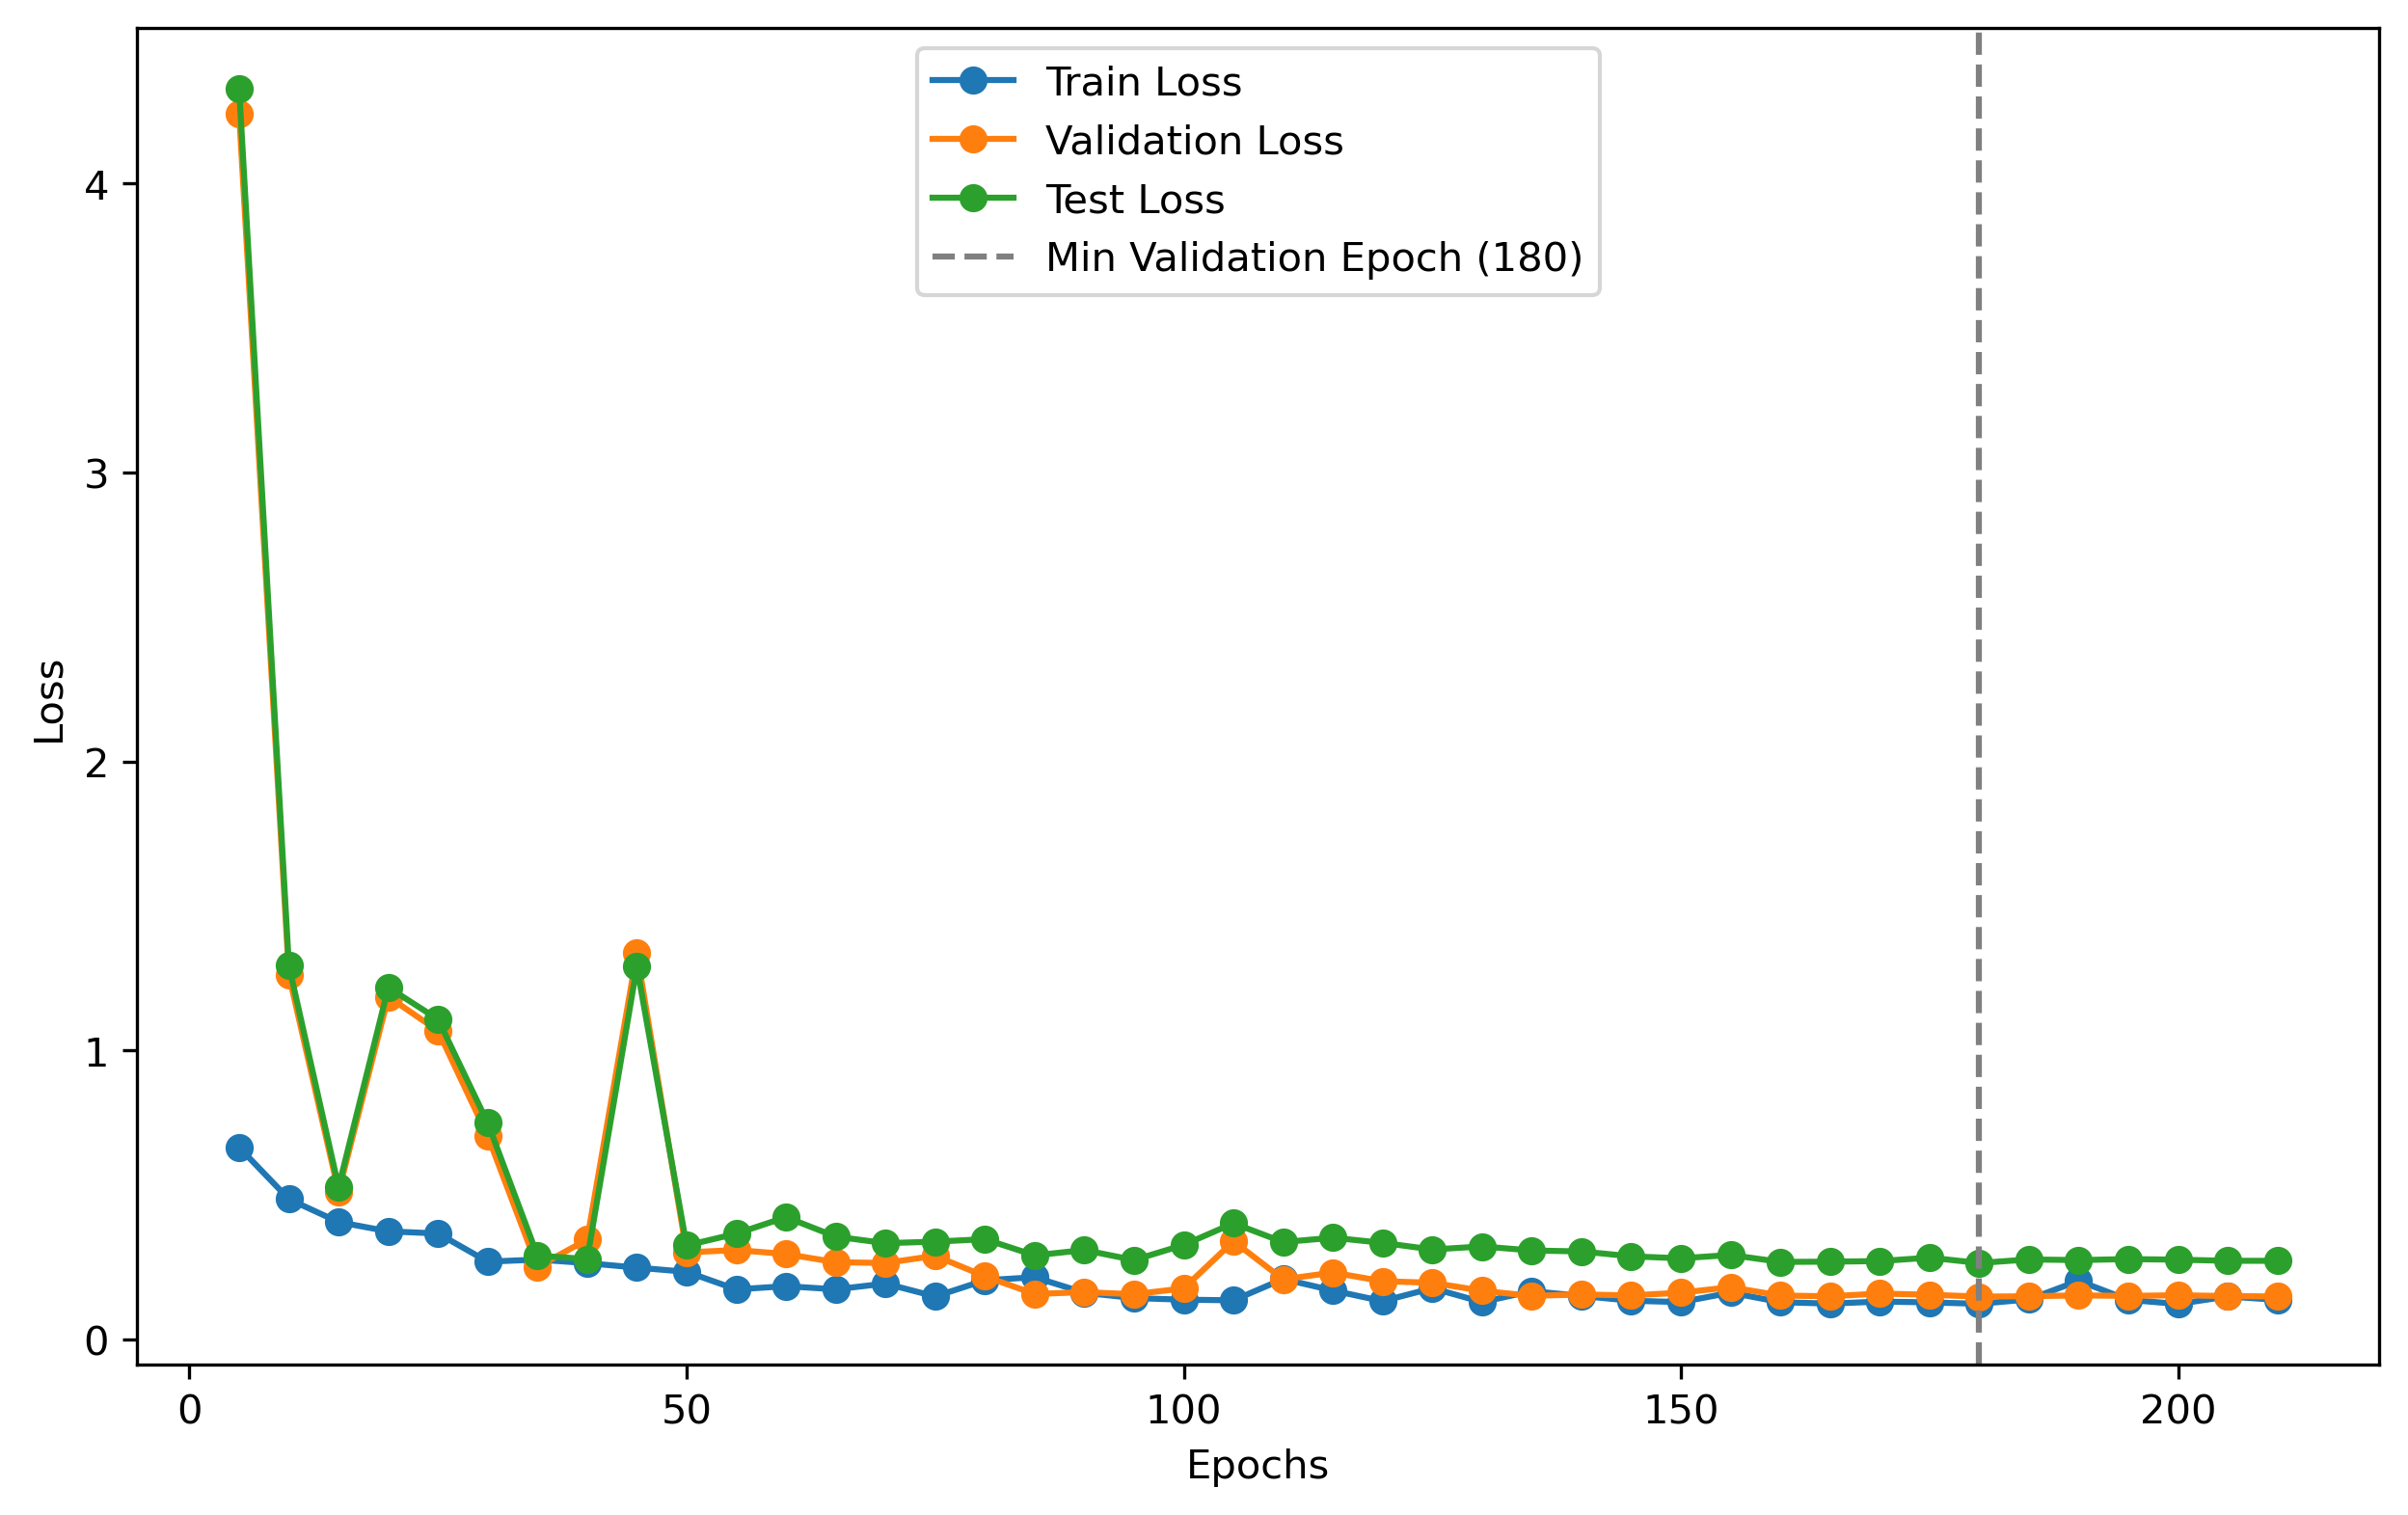 Train Loss
Validation Loss
Test Loss
Min Validation Epoch (180)
4
3
2
1
0
Loss
0 50 100 150 200
Epochs